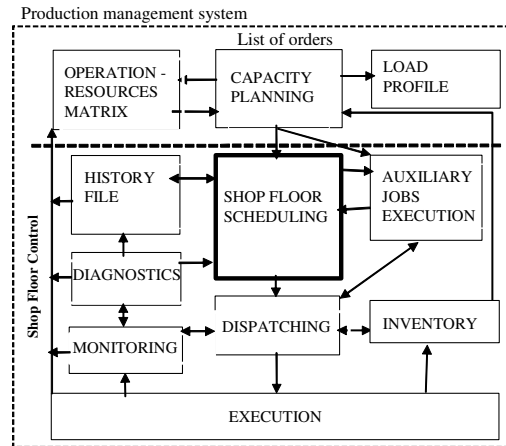 Production management system
List of orders
OPERATION -
RESOURCES
MATRIX
CAPACITY
PLANNING
LOAD
PROFILE
HISTORY
FILE
SHOP FLOOR
SCHEDULING
AUXILIARY
JOBS
EXECUTION
Shop Floor Control
DIAGNOSTICS
MONITORING
DISPATCHING
INVENTORY
EXECUTION